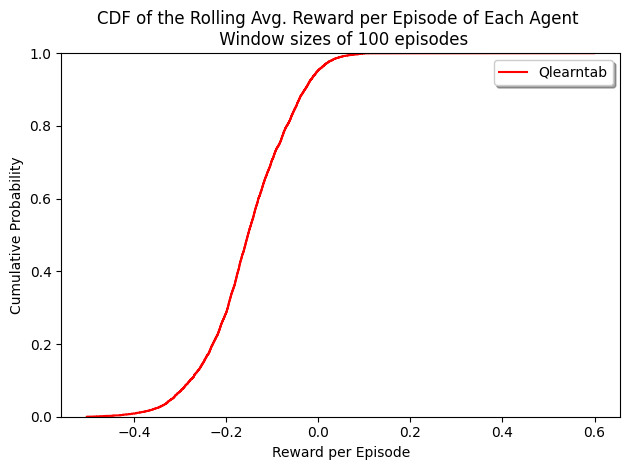 CDF of the Rolling Avg. Reward per Episode of Each Agent
Window sizes of 100 episodes
Qlearntab
Cumulative Probability
1.0
0.8
0.6
0.4
0.2
0.0
−0.4 −0.2 0.0 0.2 0.4 0.6
Reward per Episode